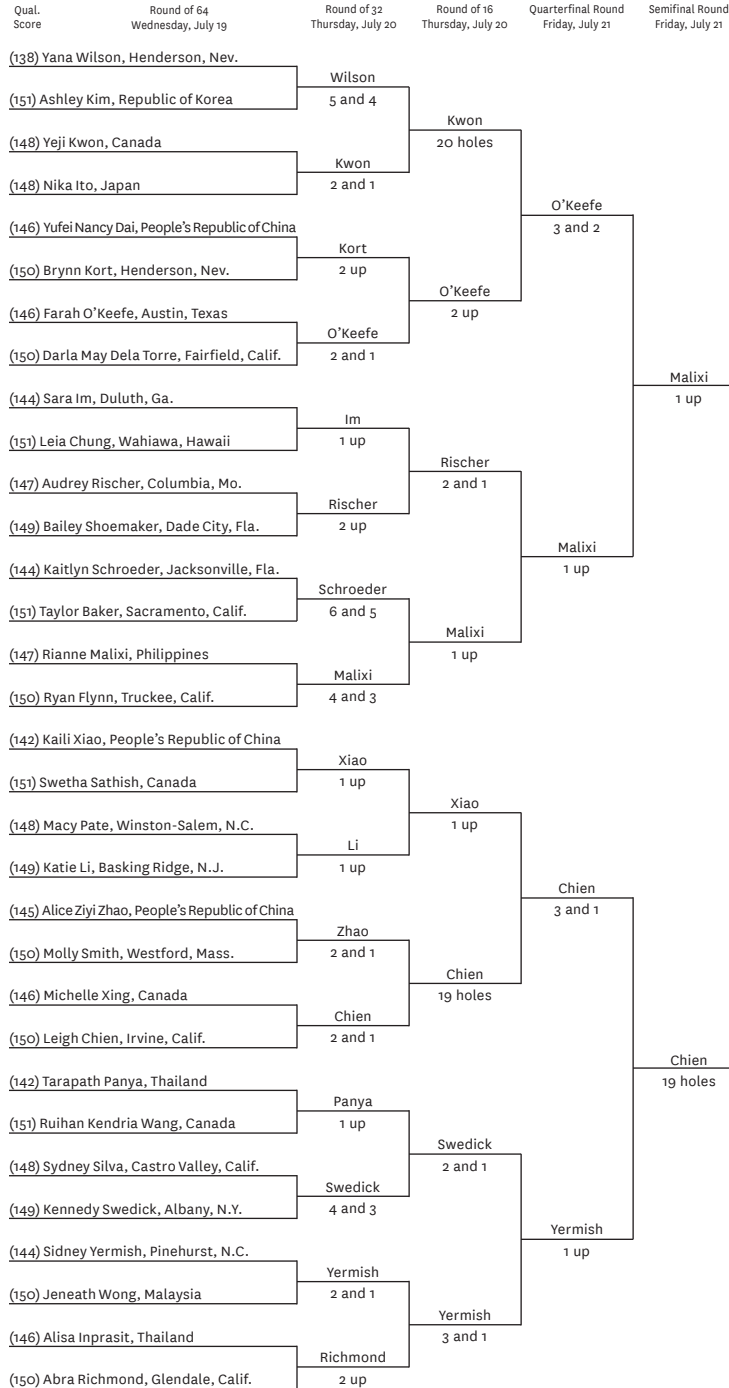 Qual.
Score
Round of 64
Wednesday, July 19
Round of 32
Thursday, July 20
Round of 16
Thursday, July 20
Quarterfinal Round
Friday, July 21
Semifinal Round
Friday, July 21
(138) Yana Wilson, Henderson, Nev.
(151) Ashley Kim, Republic of Korea
(148) Yeji Kwon, Canada
(148) Nika Ito, Japan
(146) Yufei Nancy Dai, People's Republic of China
(150) Brynn Kort, Henderson, Nev.
(146) Farah O'Keefe, Austin, Texas
(150) Darla May Dela Torre, Fairfield, Calif.
(144) Sara Im, Duluth, Ga.
(151) Leia Chung, Wahiawa, Hawaii
(147) Audrey Rischer, Columbia, Mo.
(149) Bailey Shoemaker, Dade City, Fla.
(144) Kaitlyn Schroeder, Jacksonville, Fla.
(151) Taylor Baker, Sacramento, Calif.
(147) Rianne Malixi, Philippines
(150) Ryan Flynn, Truckee, Calif.
(142) Kaili Xiao, People's Republic of China
(151) Swetha Sathish, Canada
(148) Macy Pate, Winston-Salem, N.C.
(149) Katie Li, Basking Ridge, N.J.
(145) Alice Ziyi Zhao, People's Republic of China
(150) Molly Smith, Westford, Mass.
(146) Michelle Xing, Canada
(150) Leigh Chien, Irvine, Calif.
(142) Tarapath Panya, Thailand
(151) Ruihan Kendria Wang, Canada
(148) Sydney Silva, Castro Valley, Calif.
(149) Kennedy Swedick, Albany, N.Y.
(144) Sidney Yermish, Pinehurst, N.C.
(150) Jeneath Wong, Malaysia
(146) Alisa Inprasit, Thailand
(150) Abra Richmond, Glendale, Calif.
Wilson
5 and 4
Kwon
2 and 1
Kort
2 up
O'Keefe
2 and 1
Im
1 up
Rischer
2 up
Schroeder
6 and 5
Malixi
4 and 3
Xiao
1 up
Li
1 up
Zhao
2 and 1
Chien
2 and 1
Panya
1 up
Swedick
4 and 3
Yermish
2 and 1
Richmond
2 up
Kwon
20 holes
O'Keefe
2 up
Rischer
2 and 1
Malixi
1 up
Xiao
1 up
Chien
19 holes
Swedick
2 and 1
Yermish
3 and 1
O'Keefe
3 and 2
Malixi
1 up
Chien
3 and 1
Yermish
1 up
Malixi
1 up
Chien
19 holes